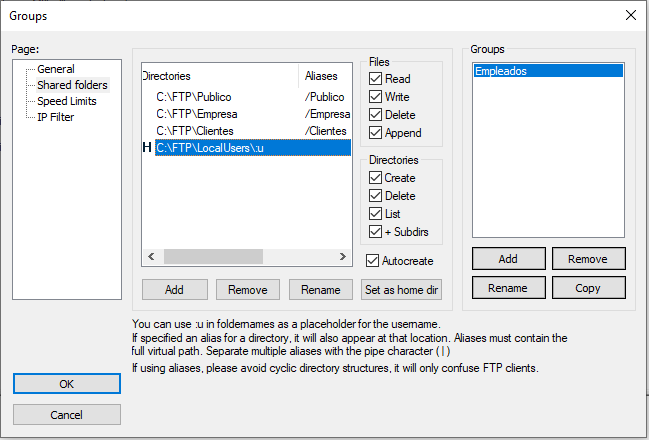 Groups
Page:
General
Shared folders
Speed Limits
IP Filter
Directories Aliases
C:\FTP\Publico /Publico
C:\FTP\Empresa /Empresa
C:\FTP\Clientes /Clientes
H C:\FTP\LocalUsers\:u
Add Remove Rename Set as home dir
Files
Read
Write
Delete
Append
Directories
Create
Delete
List
+ Subdirs
Autocreate
Groups
Empleados
Add Remove
Rename Copy
You can use :u in foldernames as a placeholder for the username.
If specified an alias for a directory, it will also appear at that location. Aliases must contain the
full virtual path. Separate multiple aliases with the pipe character ( | )
If using aliases, please avoid cyclic directory structures, it will only confuse FTP clients.
OK
Cancel